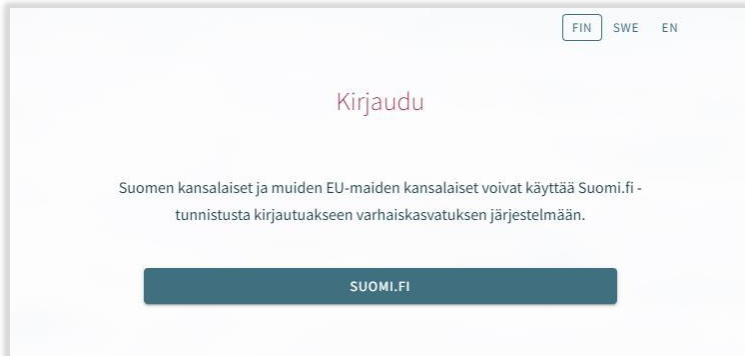 FIN SWE EN
Kirjaudu
Suomen kansalaiset ja muiden EU-maiden kansalaiset voivat käyttää Suomi.fi -
tunnistusta kirjautuakseen varhaiskasvatuksen järjestelmään.
SUOMI.FI